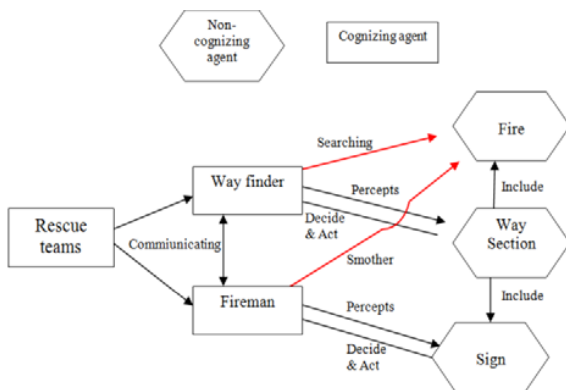 Non-
cognizing
agent
Cognizing agent
Fire
Searching
Way finder
Percepts
Include
Decide
& Act
Rescue
teams
Commiunicating
Way
Section
Smother
Fireman
Include
Percepts
Decide
& Act
Sign